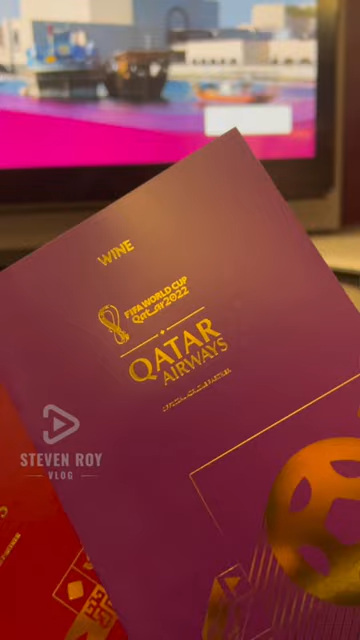 WINE
FIFA WORLD CUP
Qatar2022
QATAR
AIRWAYS
STEVEN ROY
VLOG